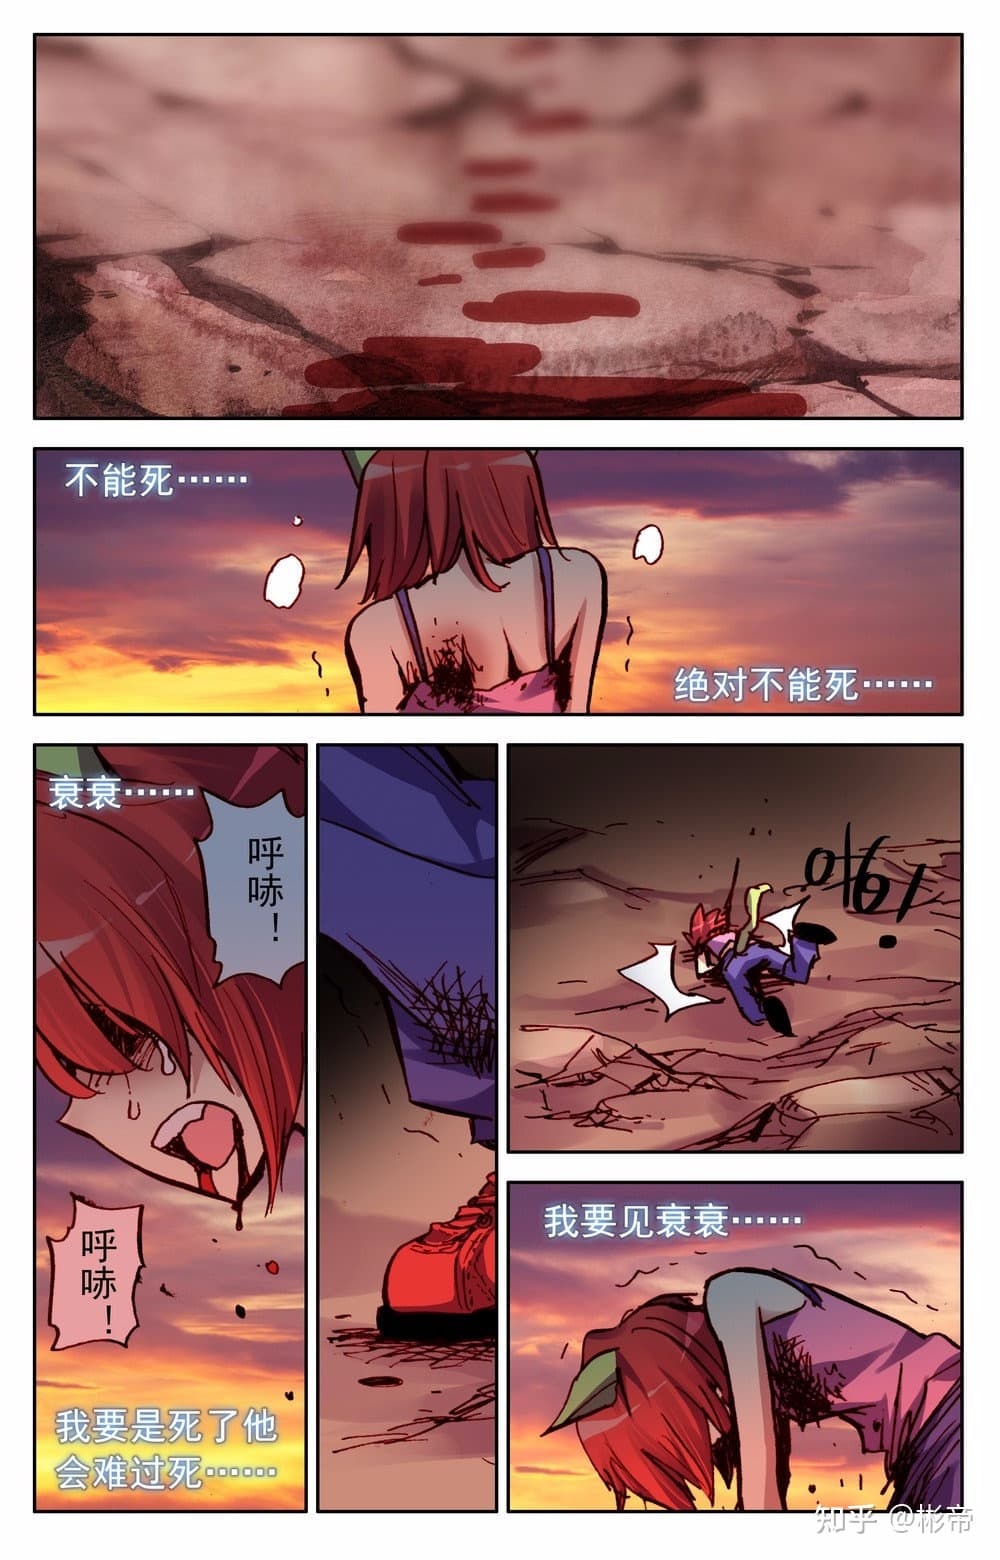 不能死……
绝对不能死……
衰衰……
呼哧！
呼哧！
我要是死了他
会难过死……
我要见衰衰……
知乎 @彬帝